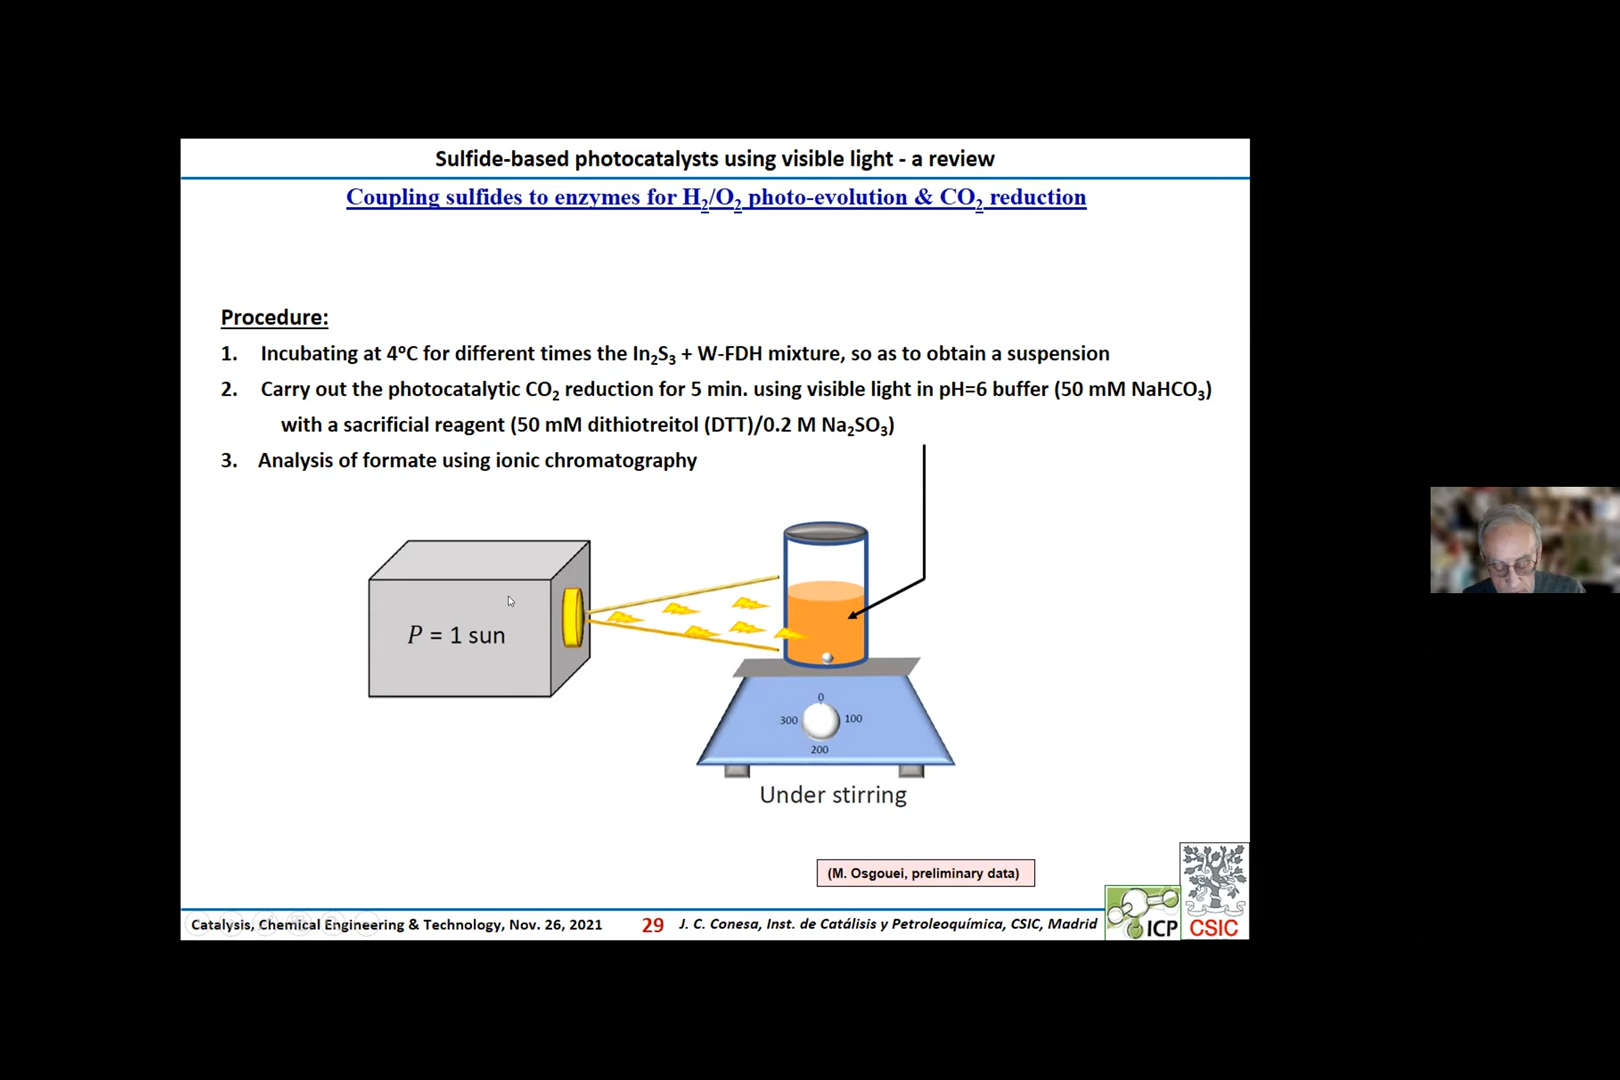 Sulfide-based photocatalysts using visible light - a review
Coupling sulfides to enzymes for H₂/O₂ photo-evolution & CO₂ reduction
Procedure:
1. Incubating at 4ºC for different times the In₂S₃ + W-FDH mixture, so as to obtain a suspension
2. Carry out the photocatalytic CO₂ reduction for 5 min. using visible light in pH=6 buffer (50 mM NaHCO₃)
with a sacrificial reagent (50 mM dithiotreitol (DTT)/0.2 M Na₂SO₃)
3. Analysis of formate using ionic chromatography
P = 1 sun
0
300
100
200
Under stirring
(M. Osgouei, preliminary data)
Catalysis, Chemical Engineering & Technology, Nov. 26, 2021
29
J. C. Conesa, Inst. de Catálisis y Petroleoquímica, CSIC, Madrid
ICP
CSIC